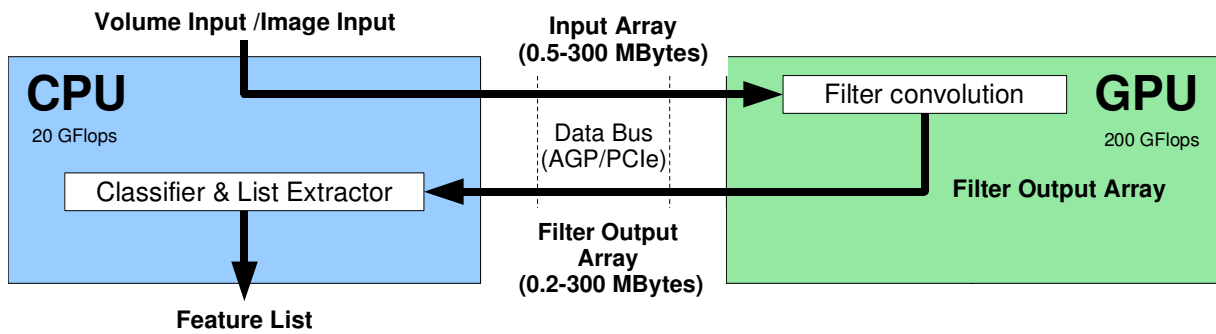 Volume Input /Image Input
Input Array
(0.5-300 MBytes)
CPU
20 GFlops
Filter convolution
GPU
200 GFlops
Data Bus
(AGP/PCIe)
Classifier & List Extractor
Filter Output Array
Filter Output
Array
(0.2-300 MBytes)
Feature List